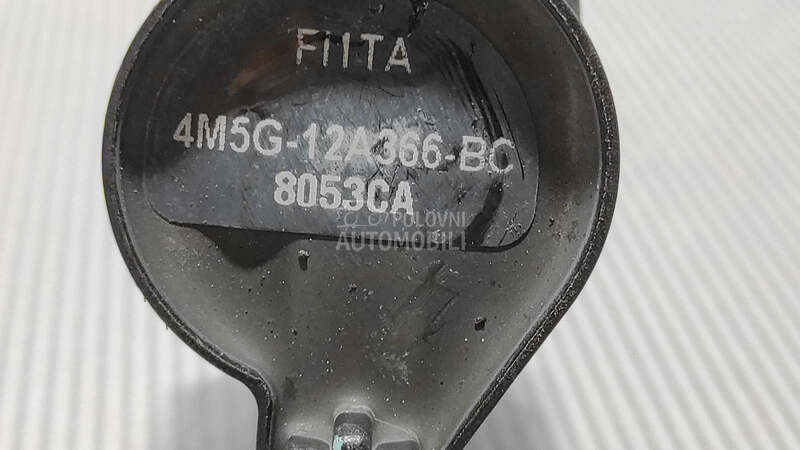 FIITA
4M5G-12A366-BC
8053CA
POLOVNI
AUTOMOBILI